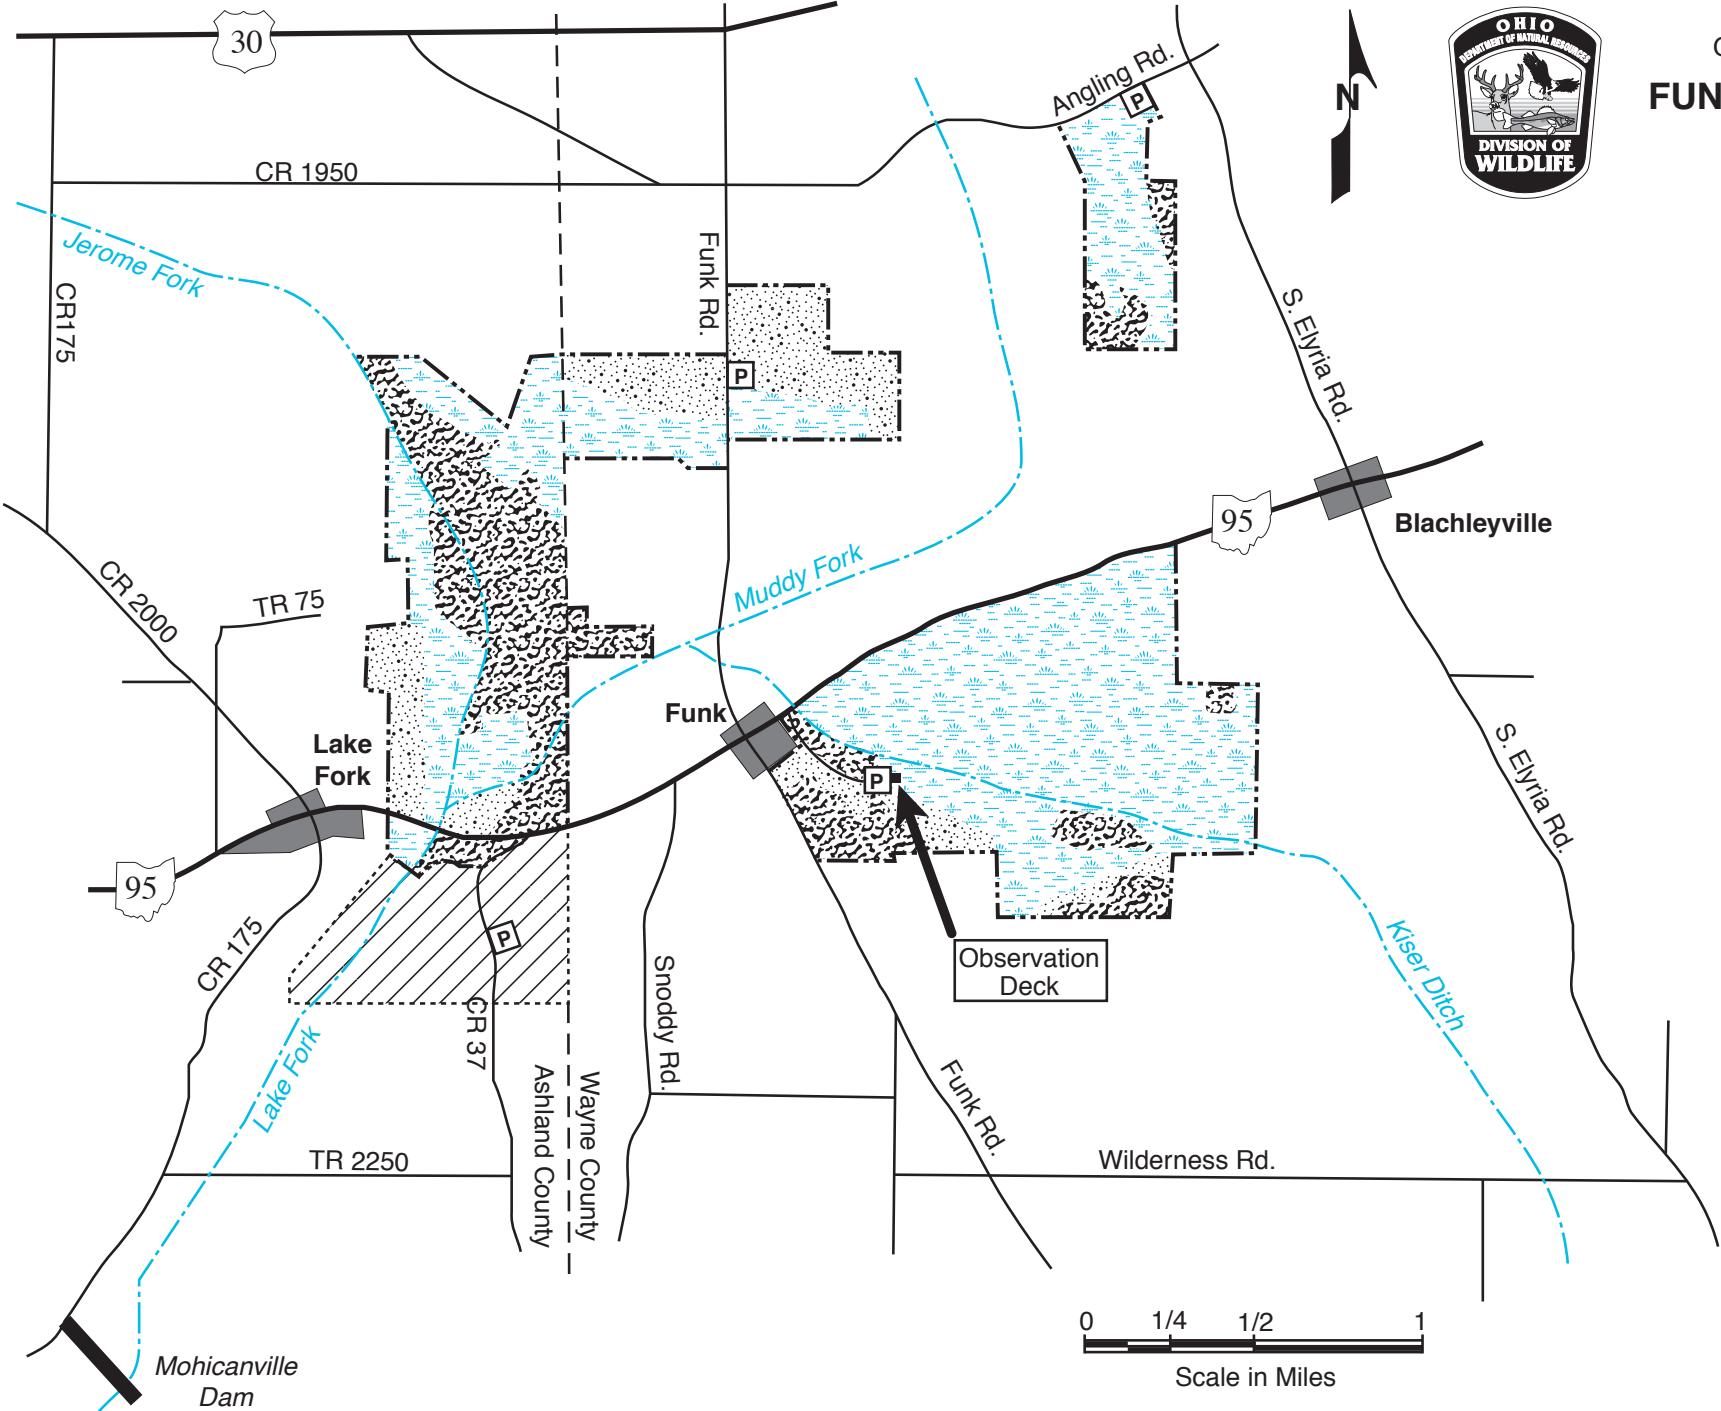 30
OHIO
DEPARTMENT OF NATURAL RESOURCES
DIVISION OF
WILDLIFE
FUN
N
Angling Rd.
P
CR 1950
Jerome Fork
CR175
Funk Rd.
S. Elyria Rd.
P
95
Blachleyville
CR 2000
TR 75
Muddy Fork
Funk
Lake
Fork
P
S. Elyria Rd.
95
CR 175
P
Observation
Deck
Snoddy Rd.
CR 37
Kiser Ditch
Lake Fork
Ashland County
Wayne County
Funk Rd.
TR 2250
Wilderness Rd.
0 1/4 1/2 1
Scale in Miles
Mohicanville
Dam